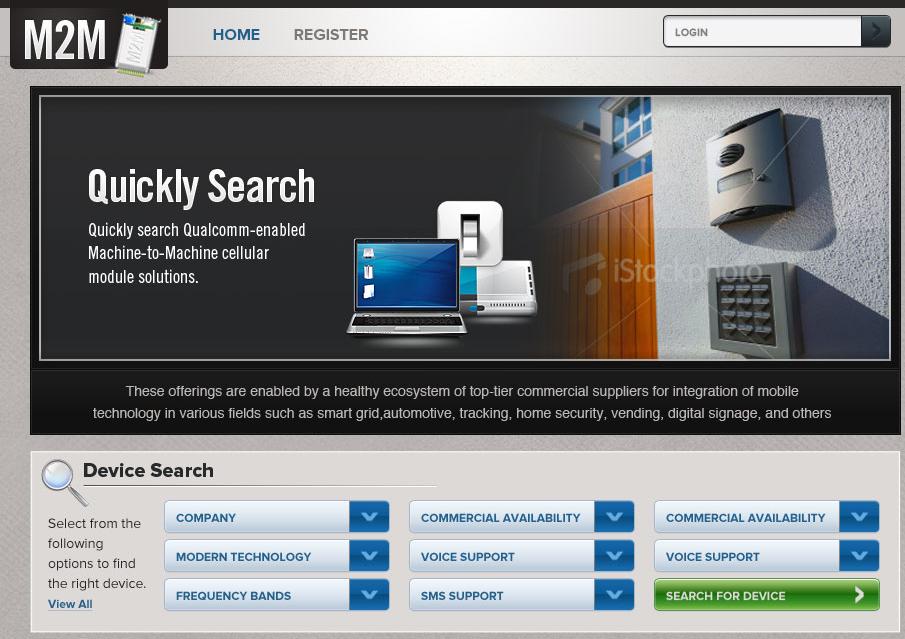 M2M
HOME
REGISTER
LOGIN
Quickly Search
Quickly search Qualcomm-enabled
Machine-to-Machine cellular
module solutions.
iStockphoto
These offerings are enabled by a healthy ecosystem of top-tier commercial suppliers for integration of mobile
technology in various fields such as smart grid,automotive, tracking, home security, vending, digital signage, and others
Device Search
Select from the
following
options to find
the right device.
View All
COMPANY
COMMERCIAL AVAILABILITY
COMMERCIAL AVAILABILITY
MODERN TECHNOLOGY
VOICE SUPPORT
VOICE SUPPORT
FREQUENCY BANDS
SMS SUPPORT
SEARCH FOR DEVICE